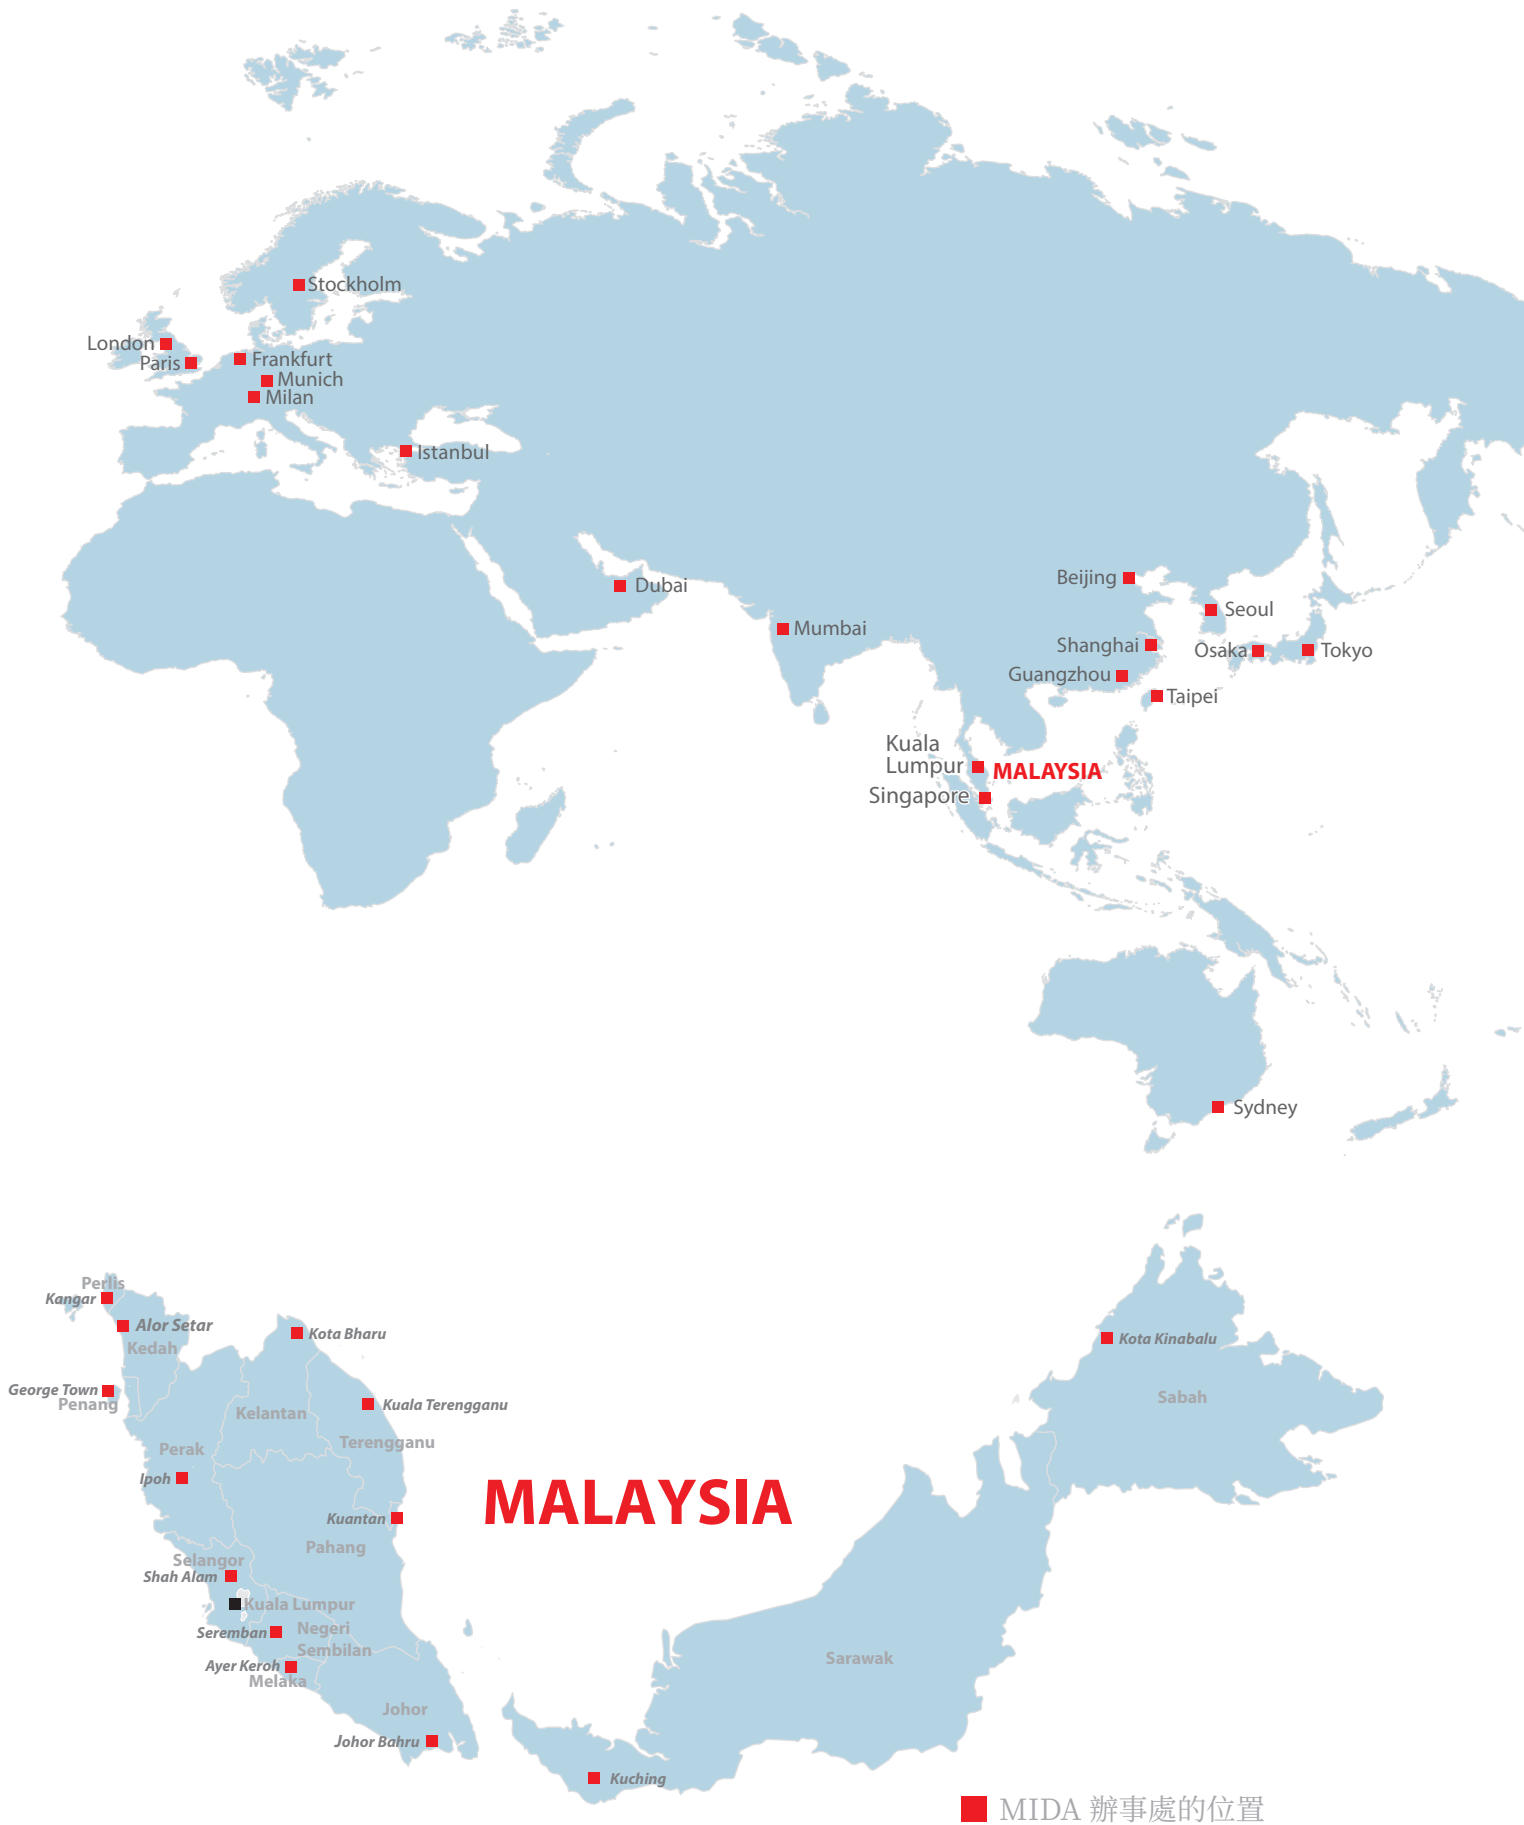 Stockholm
London
Paris
Frankfurt
Munich
Milan
Istanbul
Dubai
Mumbai
Beijing
Seoul
Shanghai
Osaka
Tokyo
Guangzhou
Taipei
Kuala
Lumpur
MALAYSIA
Singapore
Sydney
Perlis
Kangar
Alor Setar
Kedah
Kota Bharu
Kota Kinabalu
George Town
Penang
Kuala Terengganu
Sabah
Kelantan
Terengganu
Perak
Ipoh
MALAYSIA
Kuantan
Pahang
Selangor
Shah Alam
Kuala Lumpur
Seremban
Negeri
Sembilan
Ayer Keroh
Melaka
Sarawak
Johor
Johor Bahru
Kuching
MIDA 辦事處的位置